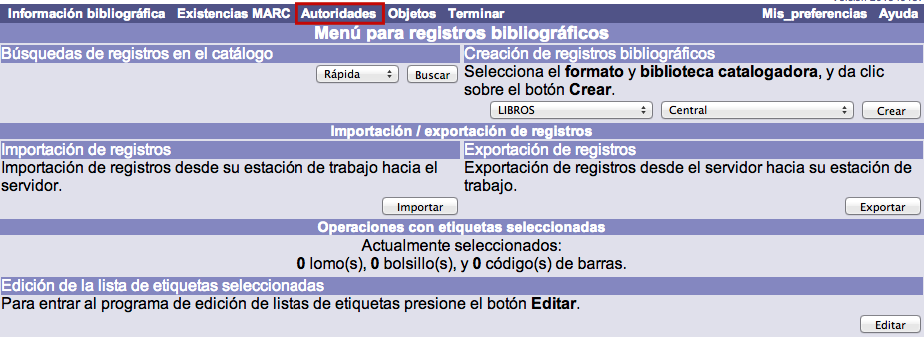 Información bibliográfica Existencias MARC Autoridades Objetos Terminar Mis_preferencias Ayuda
Menú para registros bibliográficos
Búsquedas de registros en el catálogo
Rápida Buscar
Creación de registros bibliográficos
Selecciona el formato y biblioteca catalogadora, y da clic
sobre el botón Crear.
LIBROS Central Crear
Importación / exportación de registros
Importación de registros
Importación de registros desde su estación de trabajo hacia el
servidor.
Importar
Exportación de registros
Exportación de registros desde el servidor hacia su estación de
trabajo.
Exportar
Operaciones con etiquetas seleccionadas
Actualmente seleccionados:
0 lomo(s), 0 bolsillo(s), y 0 código(s) de barras.
Edición de la lista de etiquetas seleccionadas
Para entrar al programa de edición de listas de etiquetas presione el botón Editar.
Editar